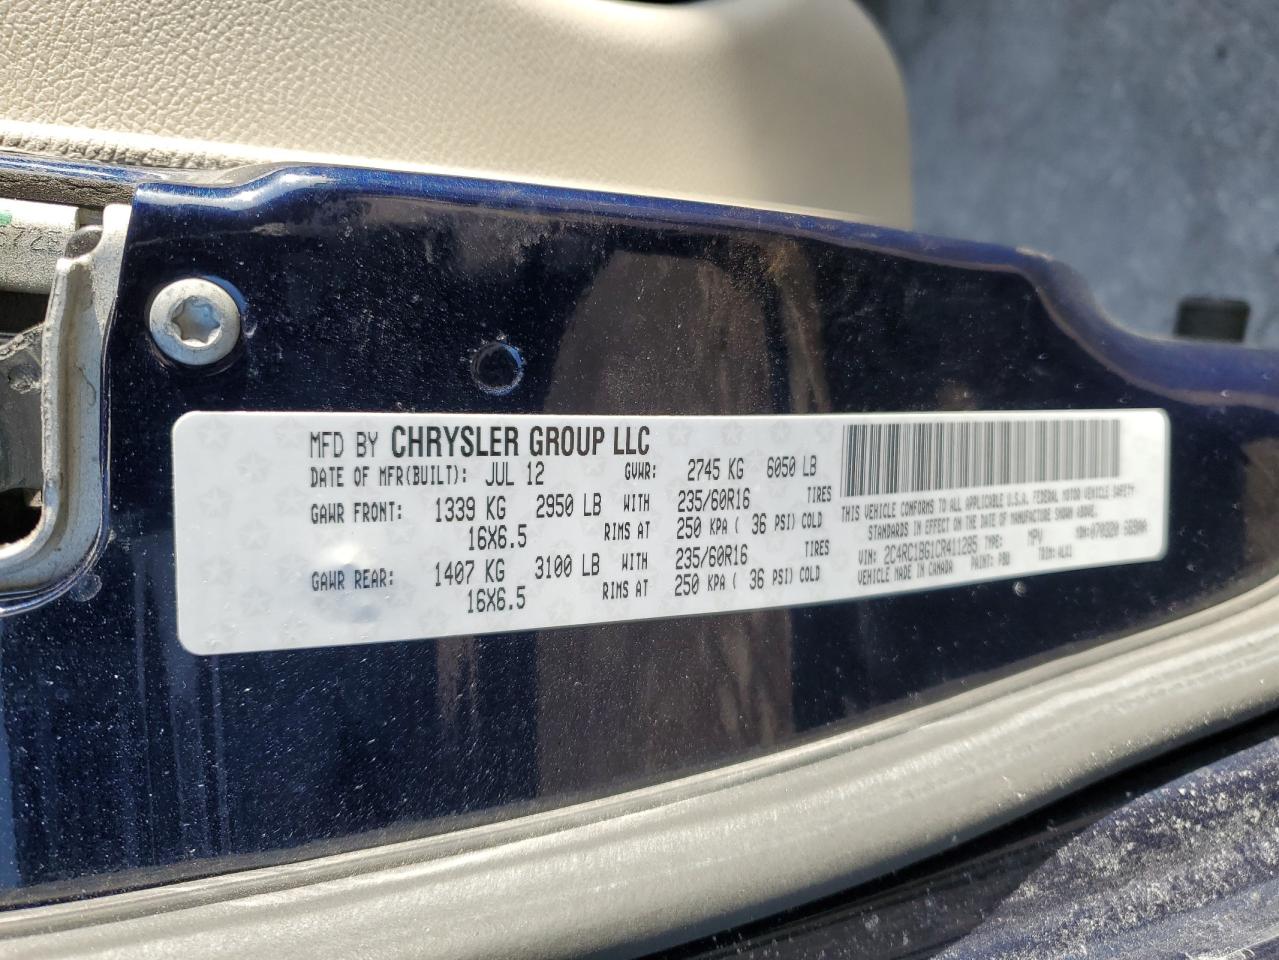 MFD BY CHRYSLER GROUP LLC
DATE OF MFR(BUILT): JUL 12 GVWR: 2745 KG 6050 LB
GAWR FRONT: 1339 KG 2950 LB WITH 235/60R16 TIRES
16X6.5 RIMS AT 250 KPA ( 36 PSI) COLD
GAWR REAR: 1407 KG 3100 LB WITH 235/60R16 TIRES
16X6.5 RIMS AT 250 KPA ( 36 PSI) COLD
THIS VEHICLE CONFORMS TO ALL APPLICABLE U.S.A. FEDERAL MOTOR VEHICLE SAFETY
STANDARDS IN EFFECT ON THE DATE OF MANUFACTURE SHOWN ABOVE.
VIN: 2C4RC1BG1CR411285 TYPE: MPV
VEHICLE MADE IN CANADA PAINT: PBU TRIM: